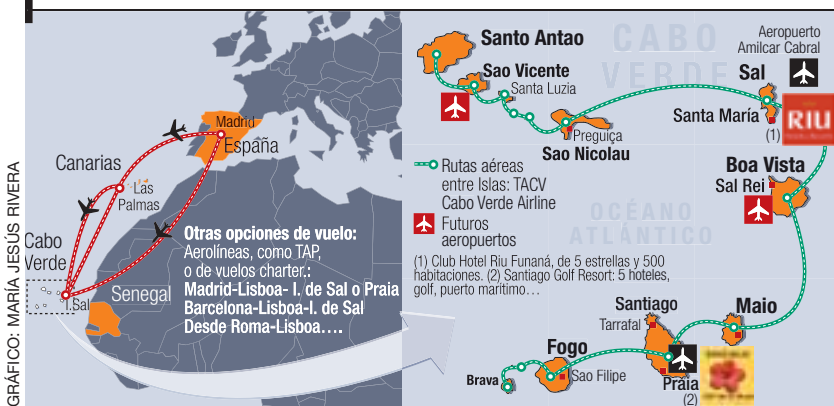 GRÁFICO: MARÍA JESÚS RIVERA
Madrid
España
Canarias
Las
Palmas
Cabo
Verde
I.Sal
Senegal
Otras opciones de vuelo:
Aerolíneas, como TAP,
o de vuelos charter.:
Madrid-Lisboa- I. de Sal o Praia
Barcelona-Lisboa-I. de Sal
Desde Roma-Lisboa....
CABO
VERDE
Santo Antao
Sao Vicente
Santa Luzia
Preguiça
Sao Nicolau
Aeropuerto
Amilcar Cabral
Sal
Santa María
(1)
RIU
Boa Vista
Sal Rei
Rutas aéreas
entre Islas: TACV
Cabo Verde Airline
Futuros
aeropuertos
OCÉANO
ATLÁNTICO
(1) Club Hotel Riu Funaná, de 5 estrellas y 500
habitaciones. (2) Santiago Golf Resort: 5 hoteles,
golf, puerto maritimo...
Santiago
Tarrafal
Maio
Fogo
Sao Filipe
Brava
Praia
(2)